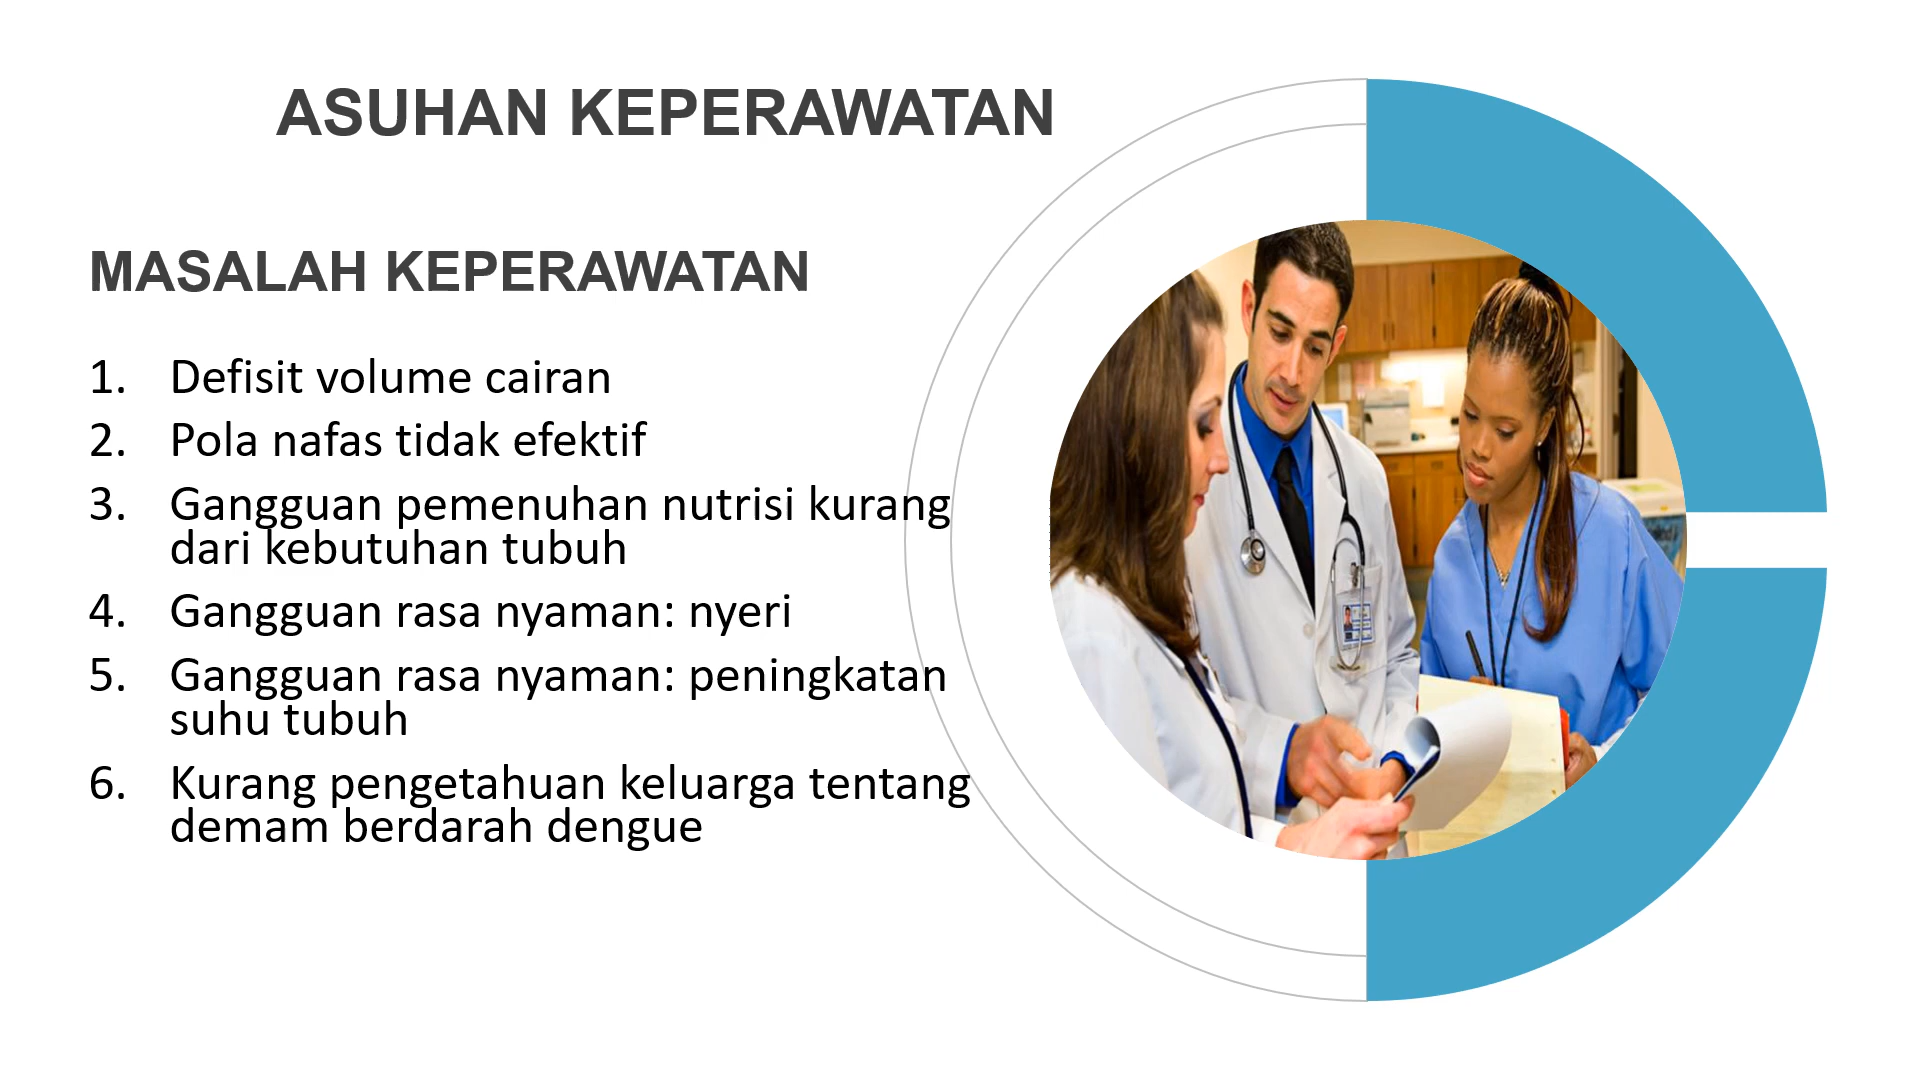 ASUHAN KEPERAWATAN
MASALAH KEPERAWATAN
1. Defisit volume cairan
2. Pola nafas tidak efektif
3. Gangguan pemenuhan nutrisi kurang
dari kebutuhan tubuh
4. Gangguan rasa nyaman: nyeri
5. Gangguan rasa nyaman: peningkatan
suhu tubuh
6. Kurang pengetahuan keluarga tentang
demam berdarah dengue